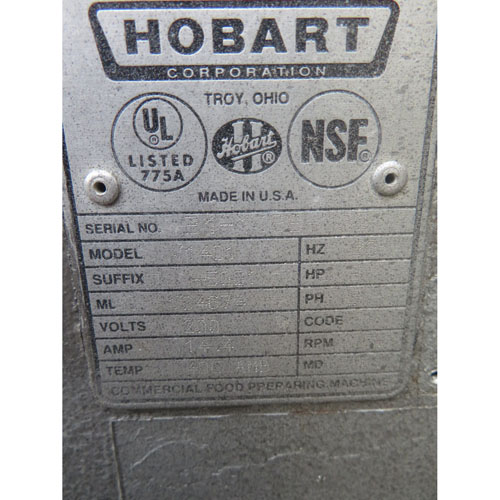 HOBART
CORPORATION
TROY, OHIO
UL
LISTED
775A
H
Hobart
®
NSF®
MADE IN U.S.A.
SERIAL NO.
MODEL HZ
SUFFIX HP
ML PH
VOLTS CODE
AMP RPM
TEMP MD
COMMERCIAL FOOD PREPARING MACHINE